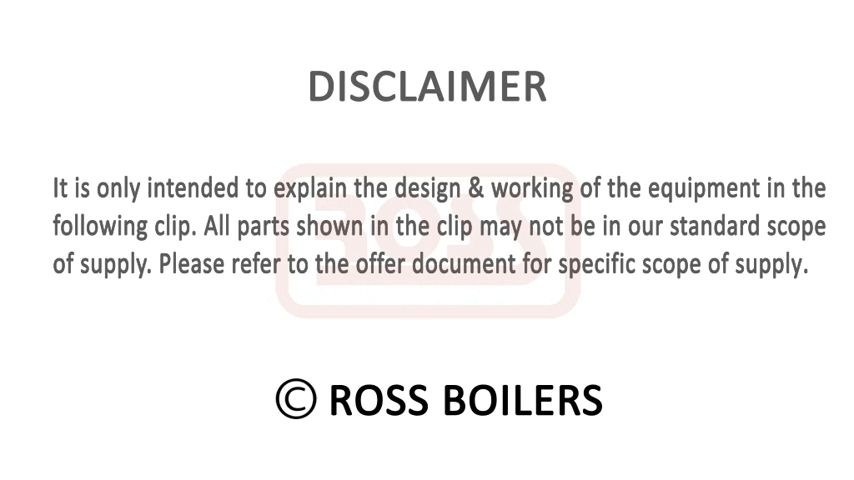 DISCLAIMER
It is only intended to explain the design & working of the equipment in the
following clip. All parts shown in the clip may not be in our standard scope
of supply. Please refer to the offer document for specific scope of supply.
ROSS
© ROSS BOILERS